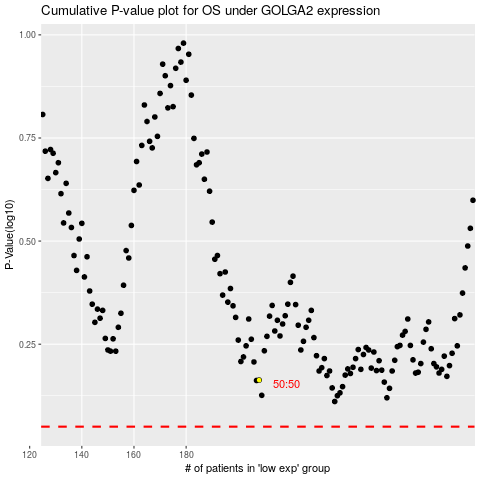 Cumulative P-value plot for OS under GOLGA2 expression
P-Value(log10)
1.00
0.75
0.50
0.25
50:50
120 140 160 180
# of patients in 'low exp' group